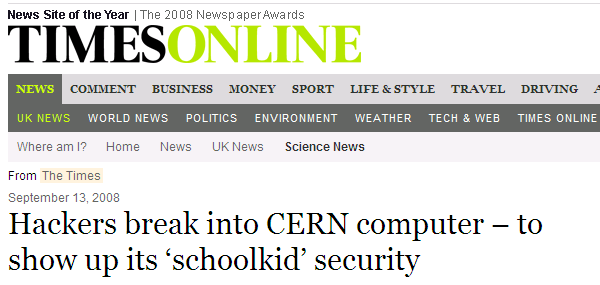 News Site of the Year | The 2008 Newspaper Awards
TIMESONLINE
NEWS COMMENT BUSINESS MONEY SPORT LIFE & STYLE TRAVEL DRIVING
UK NEWS WORLD NEWS POLITICS ENVIRONMENT WEATHER TECH & WEB TIMES ONLINE
Where am I? Home News UK News Science News
From The Times
September 13, 2008
Hackers break into CERN computer – to
show up its ‘schoolkid’ security